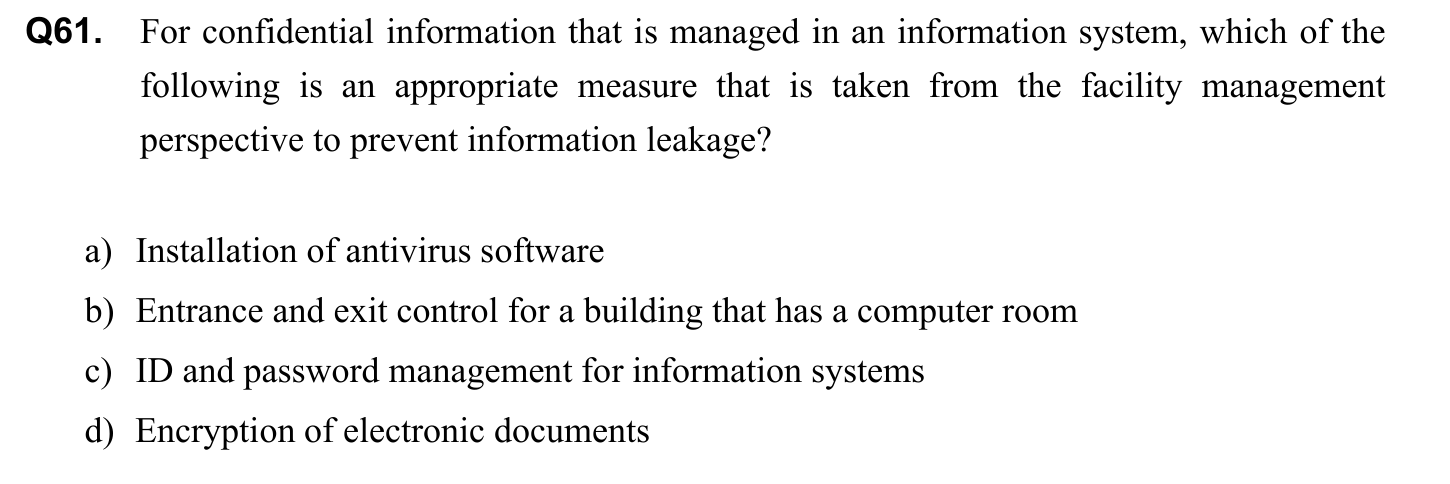 Q61. For confidential information that is managed in an information system, which of the
following is an appropriate measure that is taken from the facility management
perspective to prevent information leakage?
a) Installation of antivirus software
b) Entrance and exit control for a building that has a computer room
c) ID and password management for information systems
d) Encryption of electronic documents